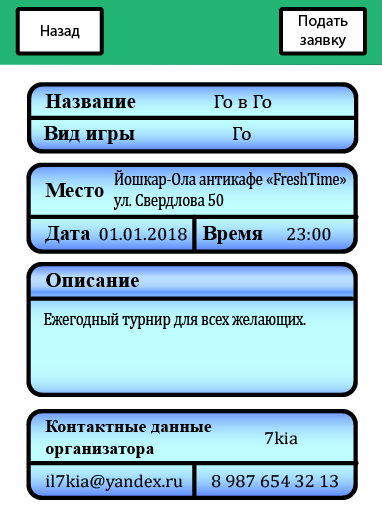 Назад
Подать
заявку
Название Го в Го
Вид игры Го
Место Йошкар-Ола антикафе «FreshTime»
ул. Свердлова 50
Дата 01.01.2018 Время 23:00
Описание
Ежегодный турнир для всех желающих.
Контактные данные
организатора 7kia
il7kia@yandex.ru 8 987 654 32 13